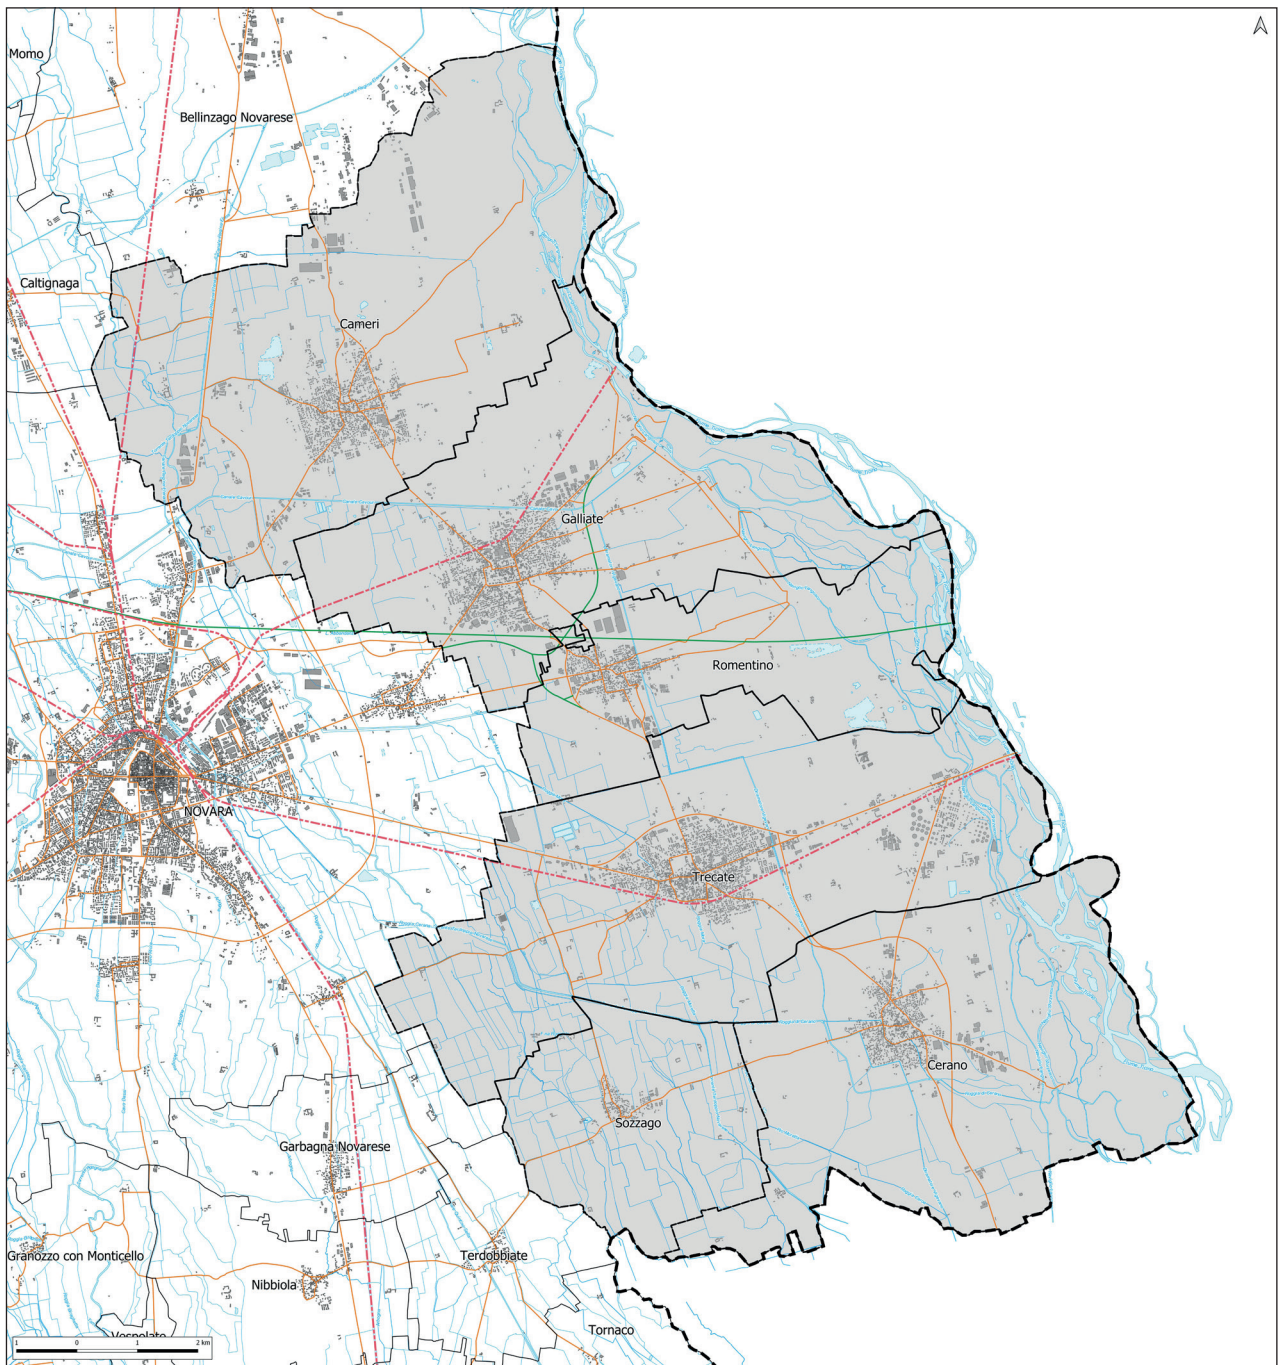 Momo
Bellinzago Novarese
Caltignaga
Cameri
Galliate
Romentino
NOVARA
Trecate
Cerano
Sozzago
Garbagna Novarese
Granozzo con Monticello
Terdobbiate
Nibbiola
Tornaco
Vespolate
1 0 1 2 km